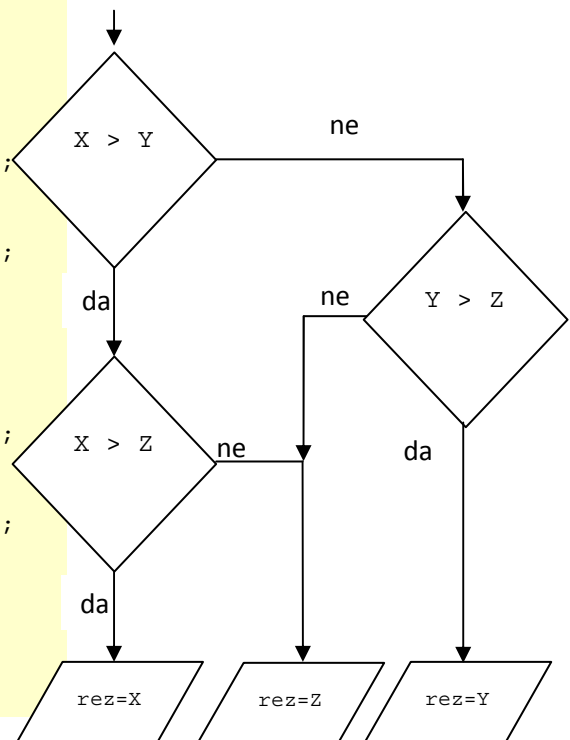 X > Y
ne
;
;
da
ne
Y > Z
;
X > Z
ne
da
;
da
rez=X
rez=Z
rez=Y